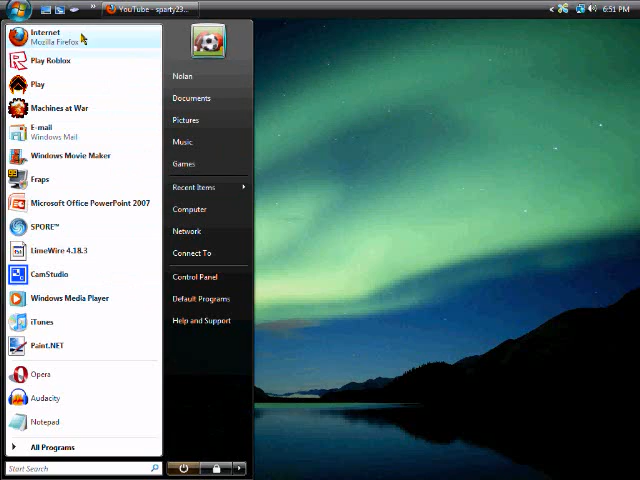 YouTube - sparty23...
6:51 PM
Internet
Mozilla Firefox
Play Roblox
Play
Machines at War
E-mail
Windows Mail
Windows Movie Maker
Fraps
Microsoft Office PowerPoint 2007
SPORE™
LimeWire 4.18.3
CamStudio
Windows Media Player
iTunes
Paint.NET
Opera
Audacity
Notepad
All Programs
Start Search
Nolan
Documents
Pictures
Music
Games
Recent Items
Computer
Network
Connect To
Control Panel
Default Programs
Help and Support